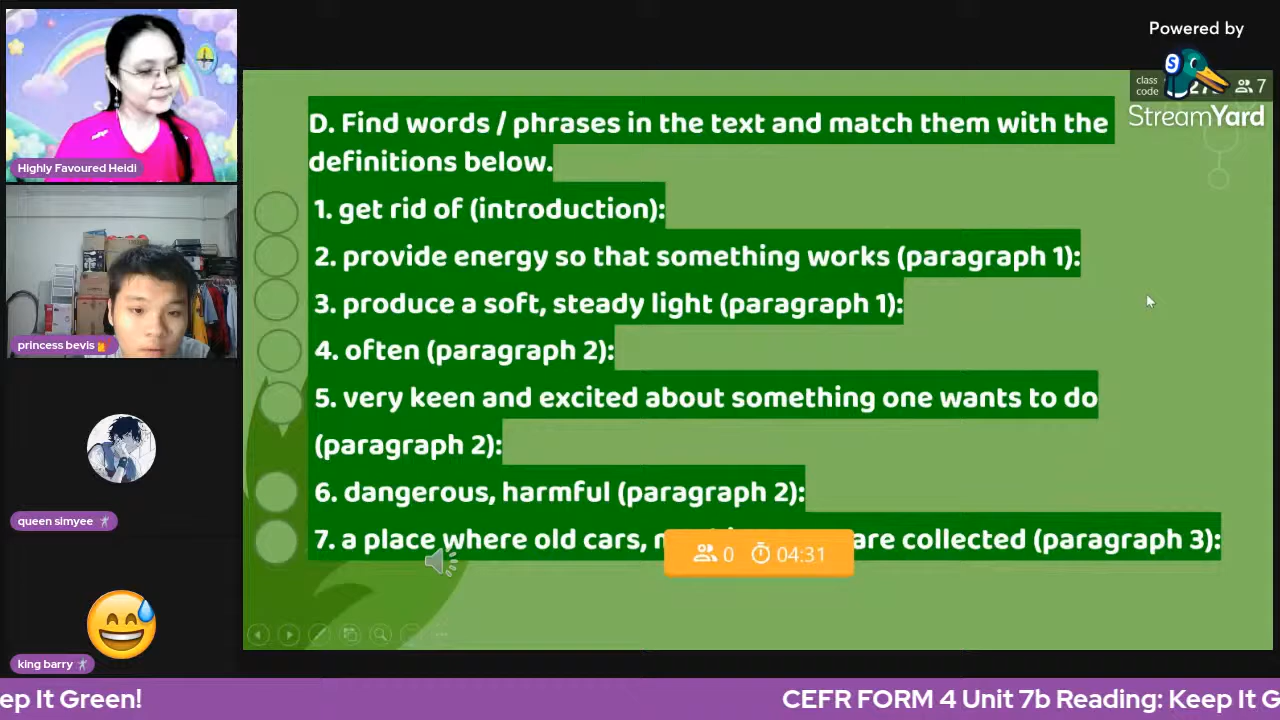 Powered by
StreamYard
class
code
7
Highly Favoured Heidi
princess bevis
queen simyee
king barry
D. Find words / phrases in the text and match them with the
definitions below.
1. get rid of (introduction):
2. provide energy so that something works (paragraph 1):
3. produce a soft, steady light (paragraph 1):
4. often (paragraph 2):
5. very keen and excited about something one wants to do
(paragraph 2):
6. dangerous, harmful (paragraph 2):
7. a place where old cars, are collected (paragraph 3):
0 04:31
ep It Green! CEFR FORM 4 Unit 7b Reading: Keep It G